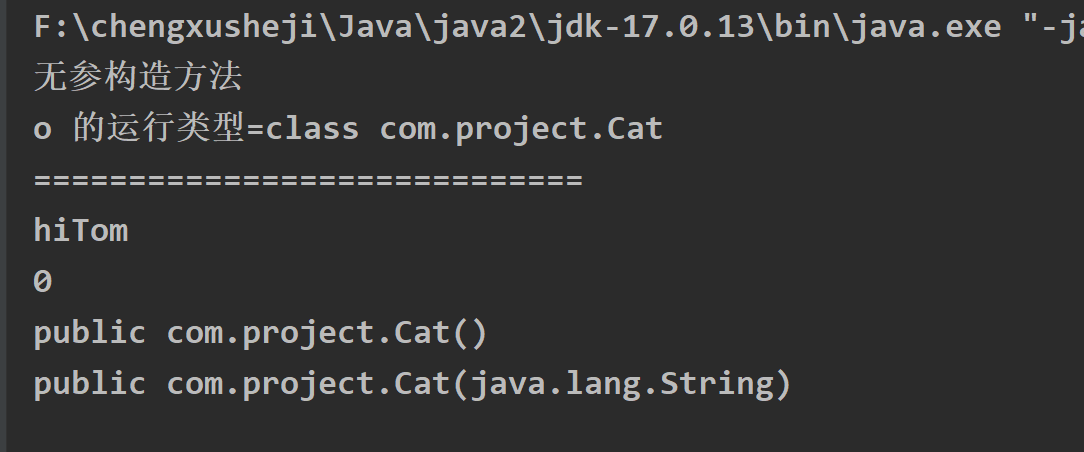 F:\chengxusheji\Java\java2\jdk-17.0.13\bin\java.exe "-ja
无参构造方法
o 的运行类型=class com.project.Cat
=============================
hiTom
0
public com.project.Cat()
public com.project.Cat(java.lang.String)